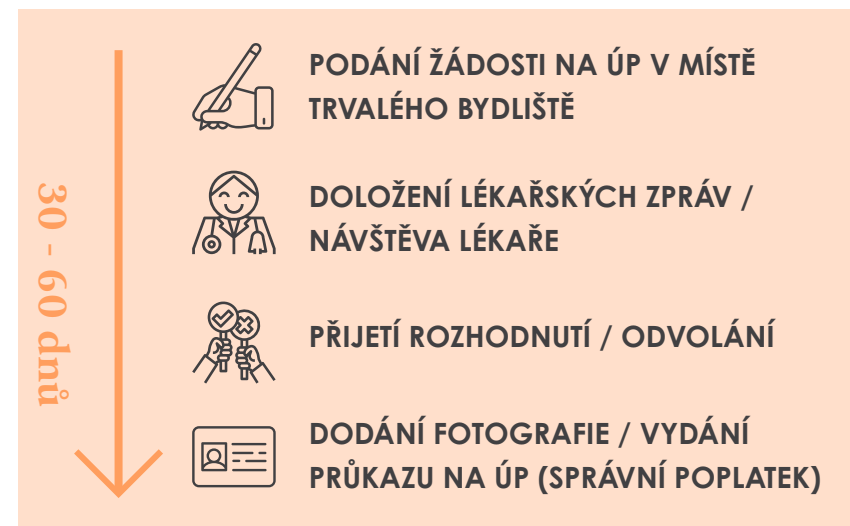 30 - 60 dnů
PODÁNÍ ŽÁDOSTI NA ÚP V MÍSTĚ
TRVALÉHO BYDLIŠTĚ
DOLOŽENÍ LÉKAŘSKÝCH ZPRÁV /
NÁVŠTĚVA LÉKAŘE
PŘIJETÍ ROZHODNUTÍ / ODVOLÁNÍ
DODÁNÍ FOTOGRAFIE / VYDÁNÍ
PRŮKAZU NA ÚP (SPRÁVNÍ POPLATEK)